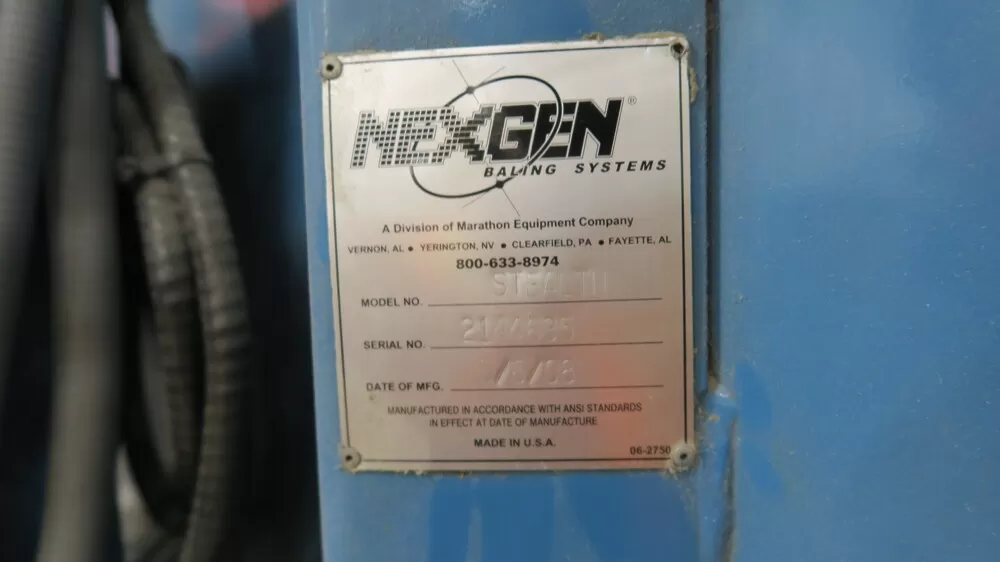 NEXGEN®
BALING SYSTEMS
A Division of Marathon Equipment Company
VERNON, AL • YERINGTON, NV • CLEARFIELD, PA • FAYETTE, AL
800-633-8974
MODEL NO. STEALTH
SERIAL NO.
DATE OF MFG.
MANUFACTURED IN ACCORDANCE WITH ANSI STANDARDS
IN EFFECT AT DATE OF MANUFACTURE
MADE IN U.S.A.
06-2750